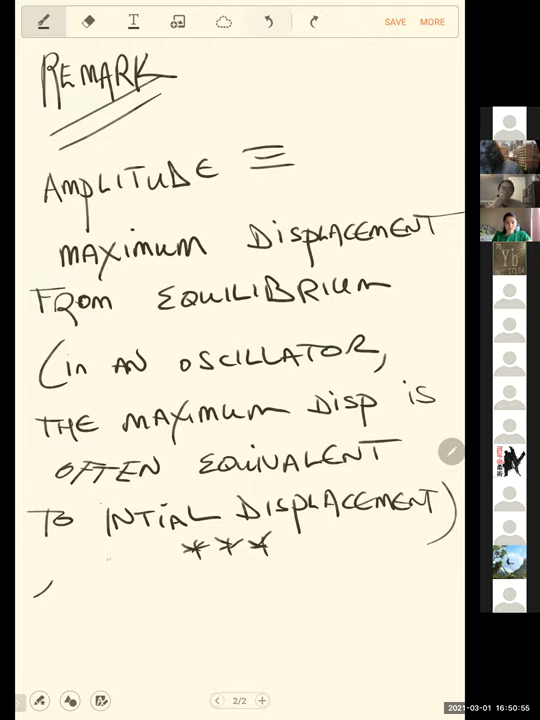 T
SAVE
MORE
REMARK
AMPLITUDE ≡
MAXIMUM DISPLACEMENT
FROM EQUILIBRIUM
(in AN OSCILLATOR,
THE MAXIMUM DISP is
OFTEN EQUIVALENT
TO INTIAL DISPLACEMENT)
***
Yb
2/2
2021-03-01 16:50:55